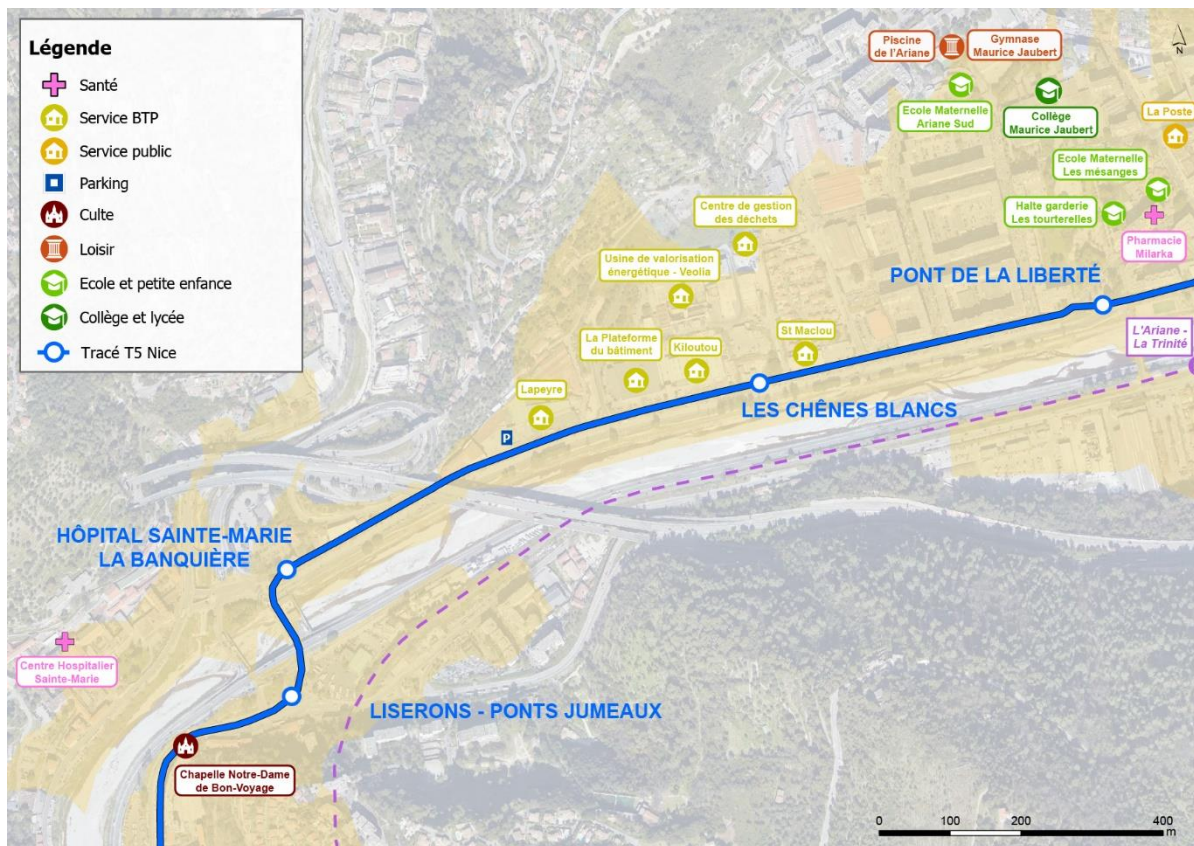 Légende
Santé
Service BTP
Service public
Parking
Culte
Loisir
Ecole et petite enfance
Collège et lycée
Tracé T5 Nice
Piscine
de l'Ariane
Gymnase
Maurice Jaubert
N
Ecole Maternelle
Ariane Sud
Collège
Maurice Jaubert
La Poste
Ecole Maternelle
Les mésanges
Halte garderie
Les tourterelles
Pharmacie
Milarka
Centre de gestion
des déchets
Usine de valorisation
énergétique - Veolia
PONT DE LA LIBERTÉ
L'Ariane -
La Trinité
La Plateforme
du bâtiment
Kiloutou
St Maclou
Lapeyre
LES CHÊNES BLANCS
P
HÔPITAL SAINTE-MARIE
LA BANQUIÈRE
Centre Hospitalier
Sainte-Marie
LISERONS - PONTS JUMEAUX
Chapelle Notre-Dame
de Bon-Voyage
0 100 200 400
m